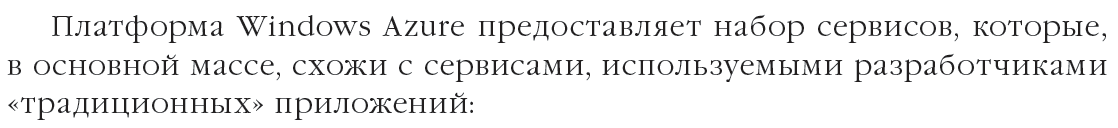 Платформа Windows Azure предоставляет набор сервисов, которые,
в основной массе, схожи с сервисами, используемыми разработчиками
«традиционных» приложений: